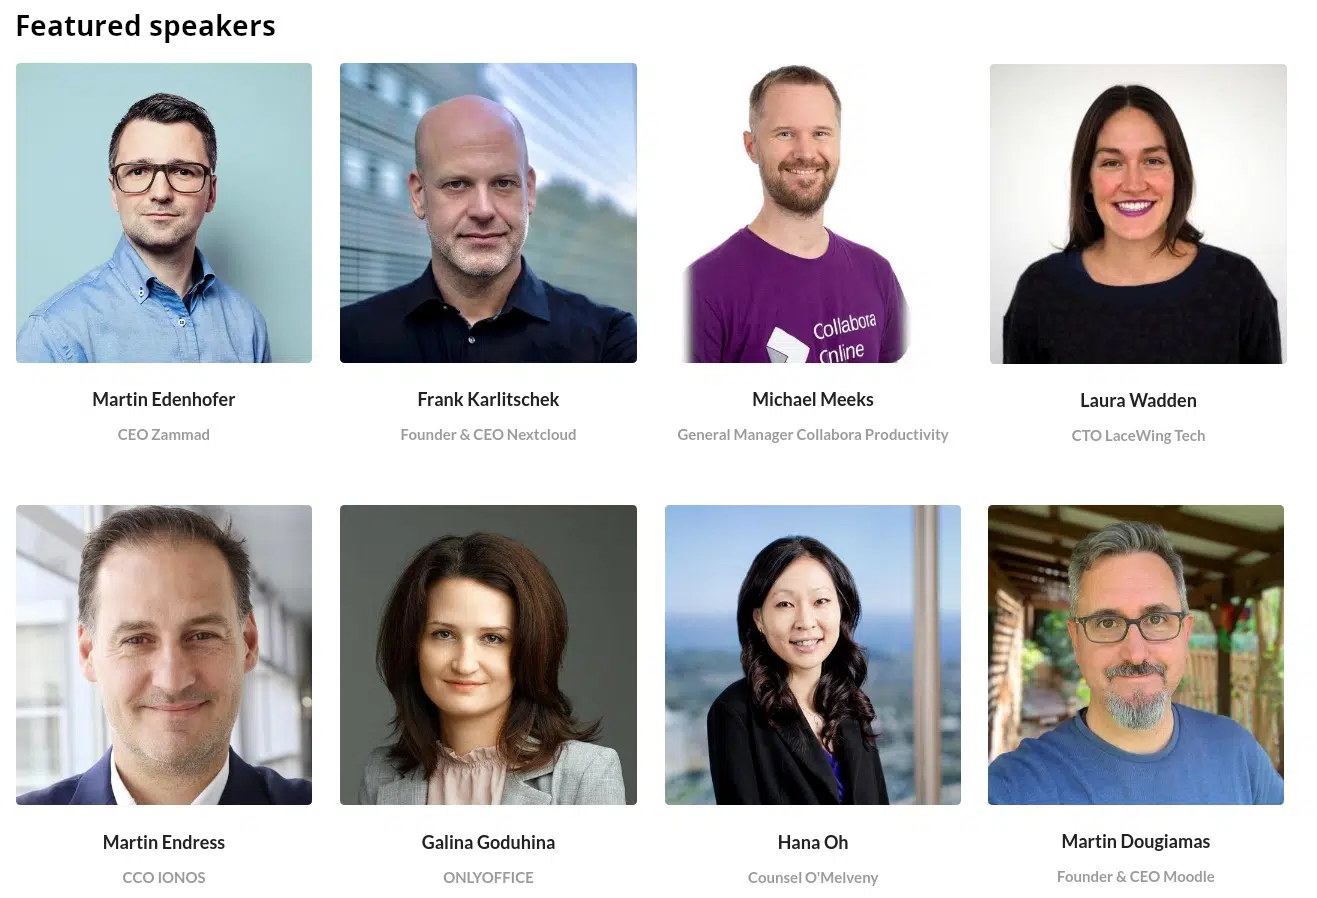 Featured speakers
Collabora
Online
Martin Edenhofer
Frank Karlitschek
Michael Meeks
Laura Wadden
CEO Zammad
Founder & CEO Nextcloud
General Manager Collabora Productivity
CTO LaceWing Tech
Martin Endress
Galina Goduhina
Hana Oh
Martin Dougiamas
CCO IONOS
ONLYOFFICE
Counsel O'Melveny
Founder & CEO Moodle